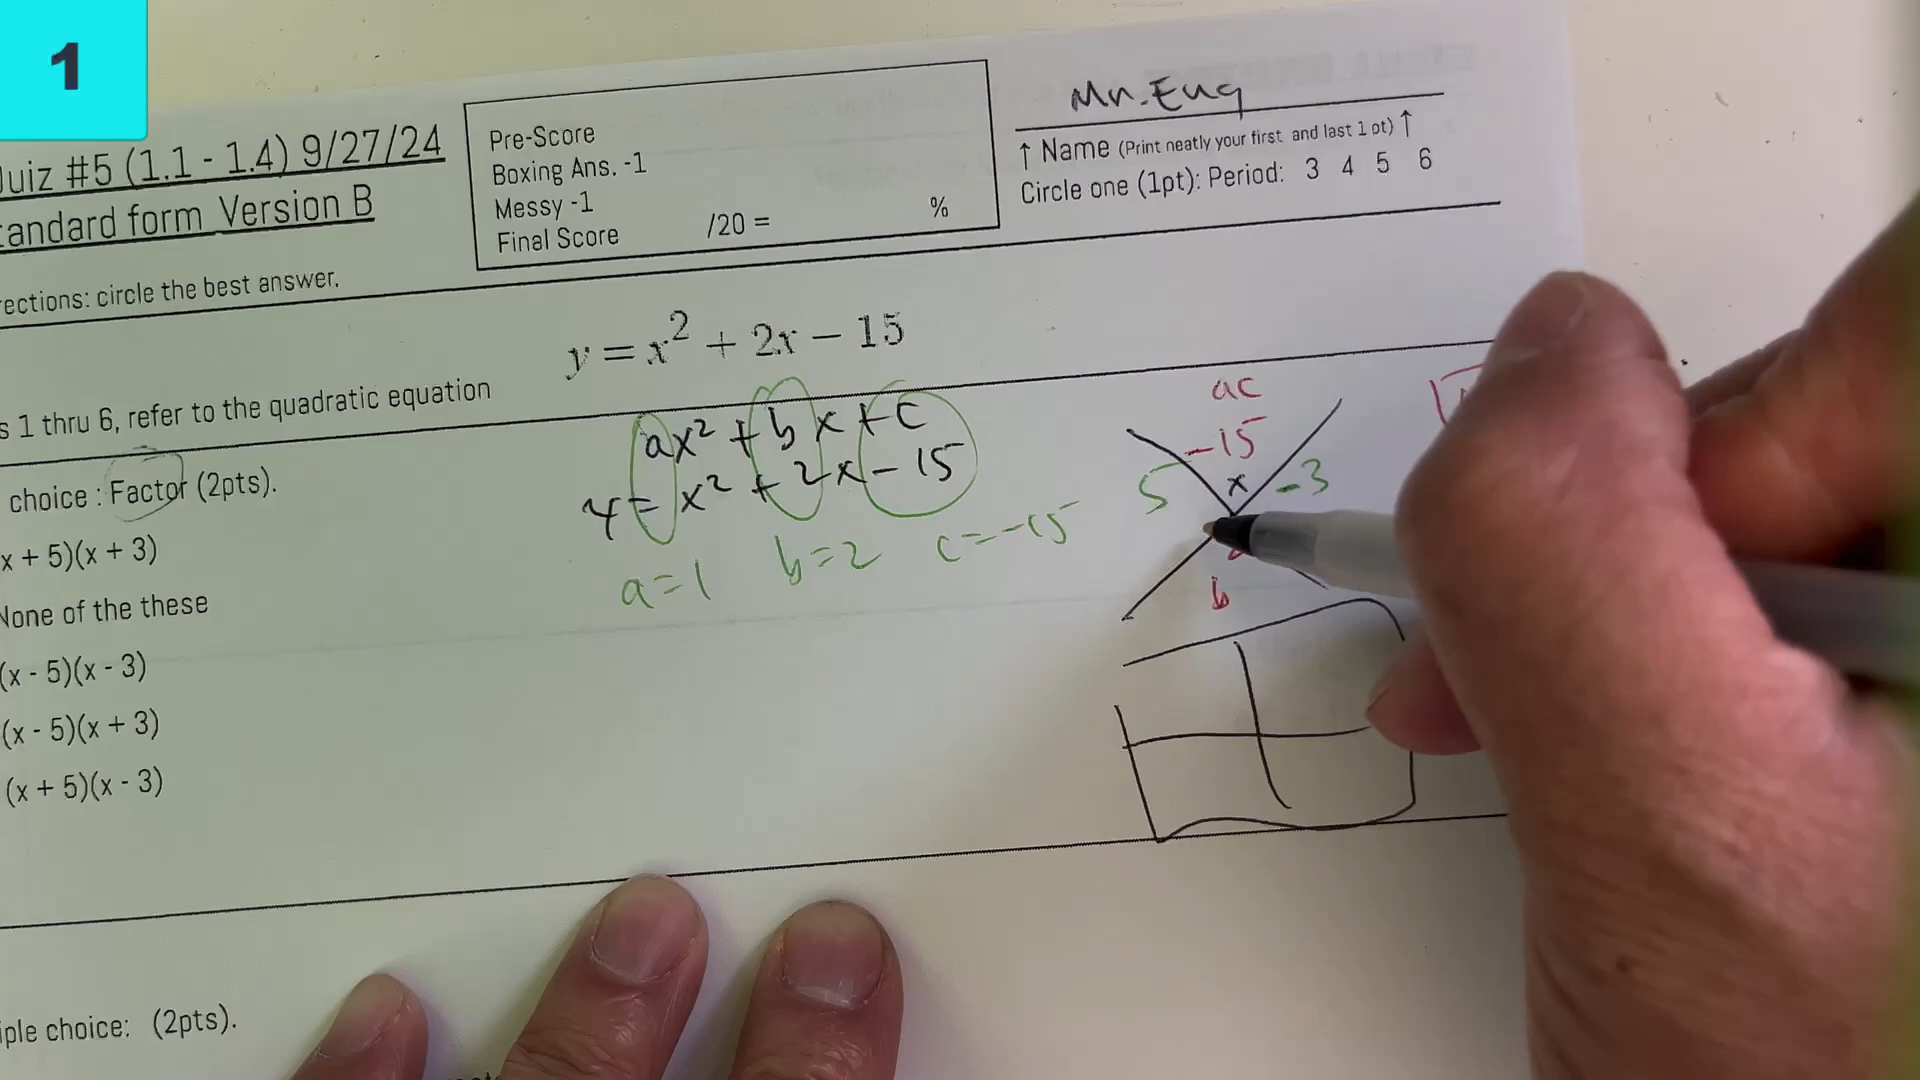 1
uiz #5 (1.1 - 1.4) 9/27/24
tandard form Version B
Pre-Score
Boxing Ans. -1
Messy -1
Final Score /20 = %
Mr. Eng
↑ Name (Print neatly your first and last 1 pt) ↑
Circle one (1pt): Period: 3 4 5 6
rections: circle the best answer.
y = x² + 2x - 15
s 1 thru 6, refer to the quadratic equation
ax² + bx + c
y = x² + 2x - 15
a=1 b=2 c=-15
ac
-15
5 x -3
b
choice : Factor (2pts).
x + 5)(x + 3)
None of the these
(x - 5)(x - 3)
(x - 5)(x + 3)
(x + 5)(x - 3)
iple choice: (2pts).